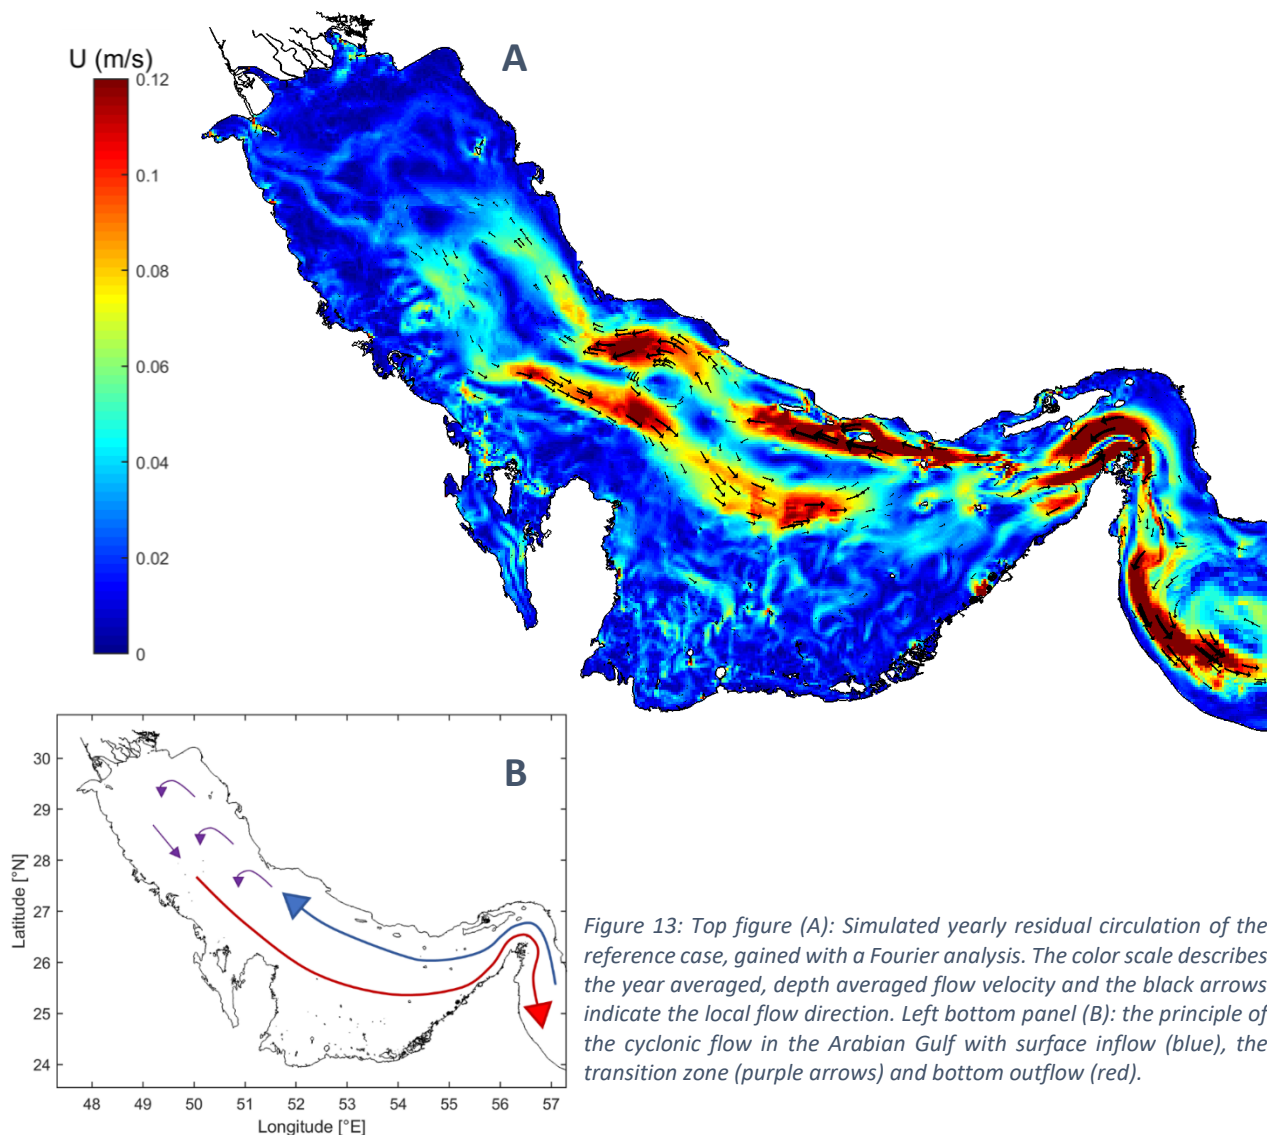 A
U (m/s)
0.12
0.1
0.08
0.06
0.04
0.02
0
B
30
29
28
27
26
25
24
Latitude [°N]
48 49 50 51 52 53 54 55 56 57
Longitude [°E]
Figure 13: Top figure (A): Simulated yearly residual circulation of the
reference case, gained with a Fourier analysis. The color scale describes
the year averaged, depth averaged flow velocity and the black arrows
indicate the local flow direction. Left bottom panel (B): the principle of
the cyclonic flow in the Arabian Gulf with surface inflow (blue), the
transition zone (purple arrows) and bottom outflow (red).